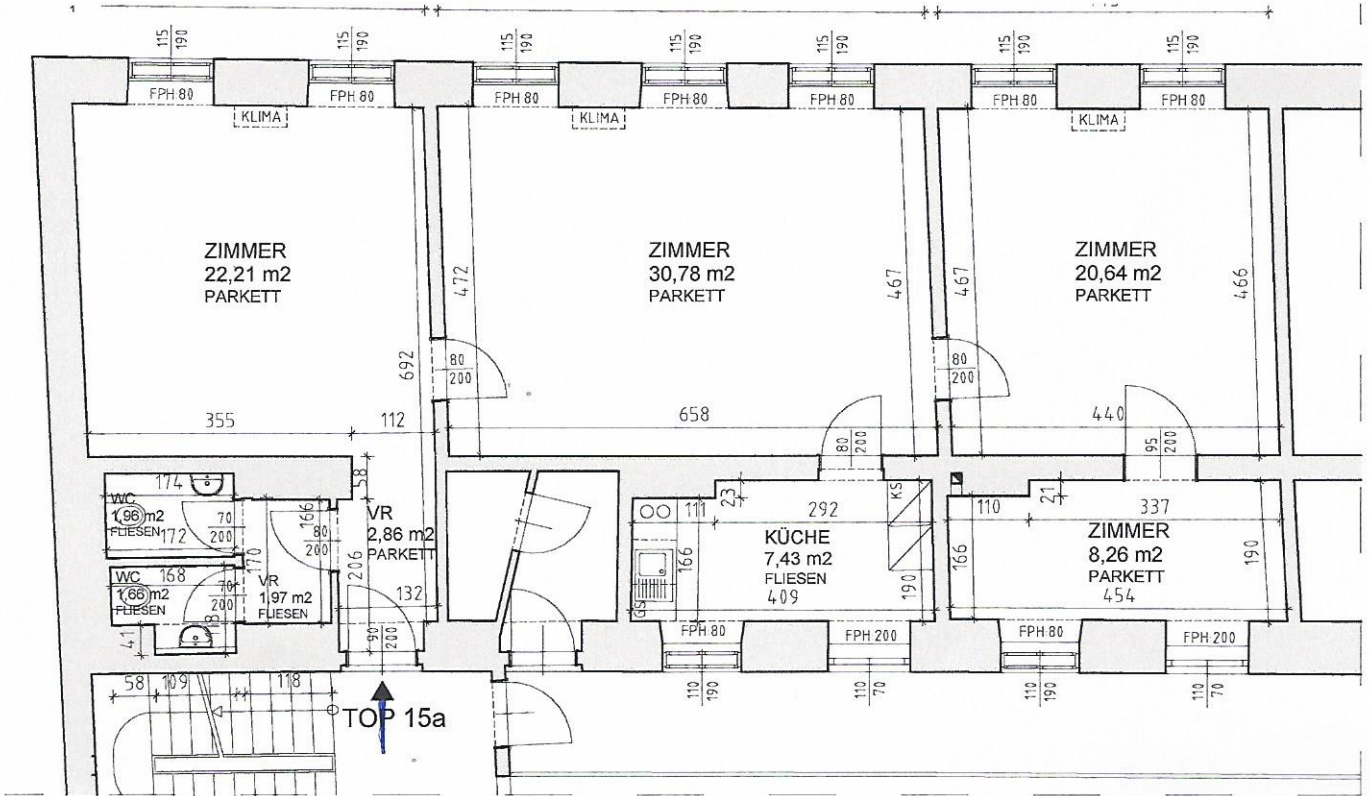 1
115
190
115
190
115
190
115
190
115
190
115
190
115
190
FPH 80
FPH 80
FPH 80
FPH 80
FPH 80
FPH 80
FPH 80
KLIMA
KLIMA
KLIMA
ZIMMER
22,21 m2
PARKETT
ZIMMER
30,78 m2
PARKETT
ZIMMER
20,64 m2
PARKETT
472
467
467
466
692
80
200
80
200
355
112
658
440
80
200
95
200
58
174
WC
1,96 m2
FLIESEN
172
70
200
166
80
200
170
VR
2,86 m2
PARKETT
206
132
WC
1,66 m2
FLIESEN
168
70
200
VR
1,97 m2
FLIESEN
41
90
200
23
111
292
KS
KÜCHE
7,43 m2
FLIESEN
409
166
190
GS
110
21
337
ZIMMER
8,26 m2
PARKETT
454
166
190
FPH 80
FPH 200
FPH 80
FPH 200
110
190
110
70
110
190
110
70
58
109
118
TOP 15a